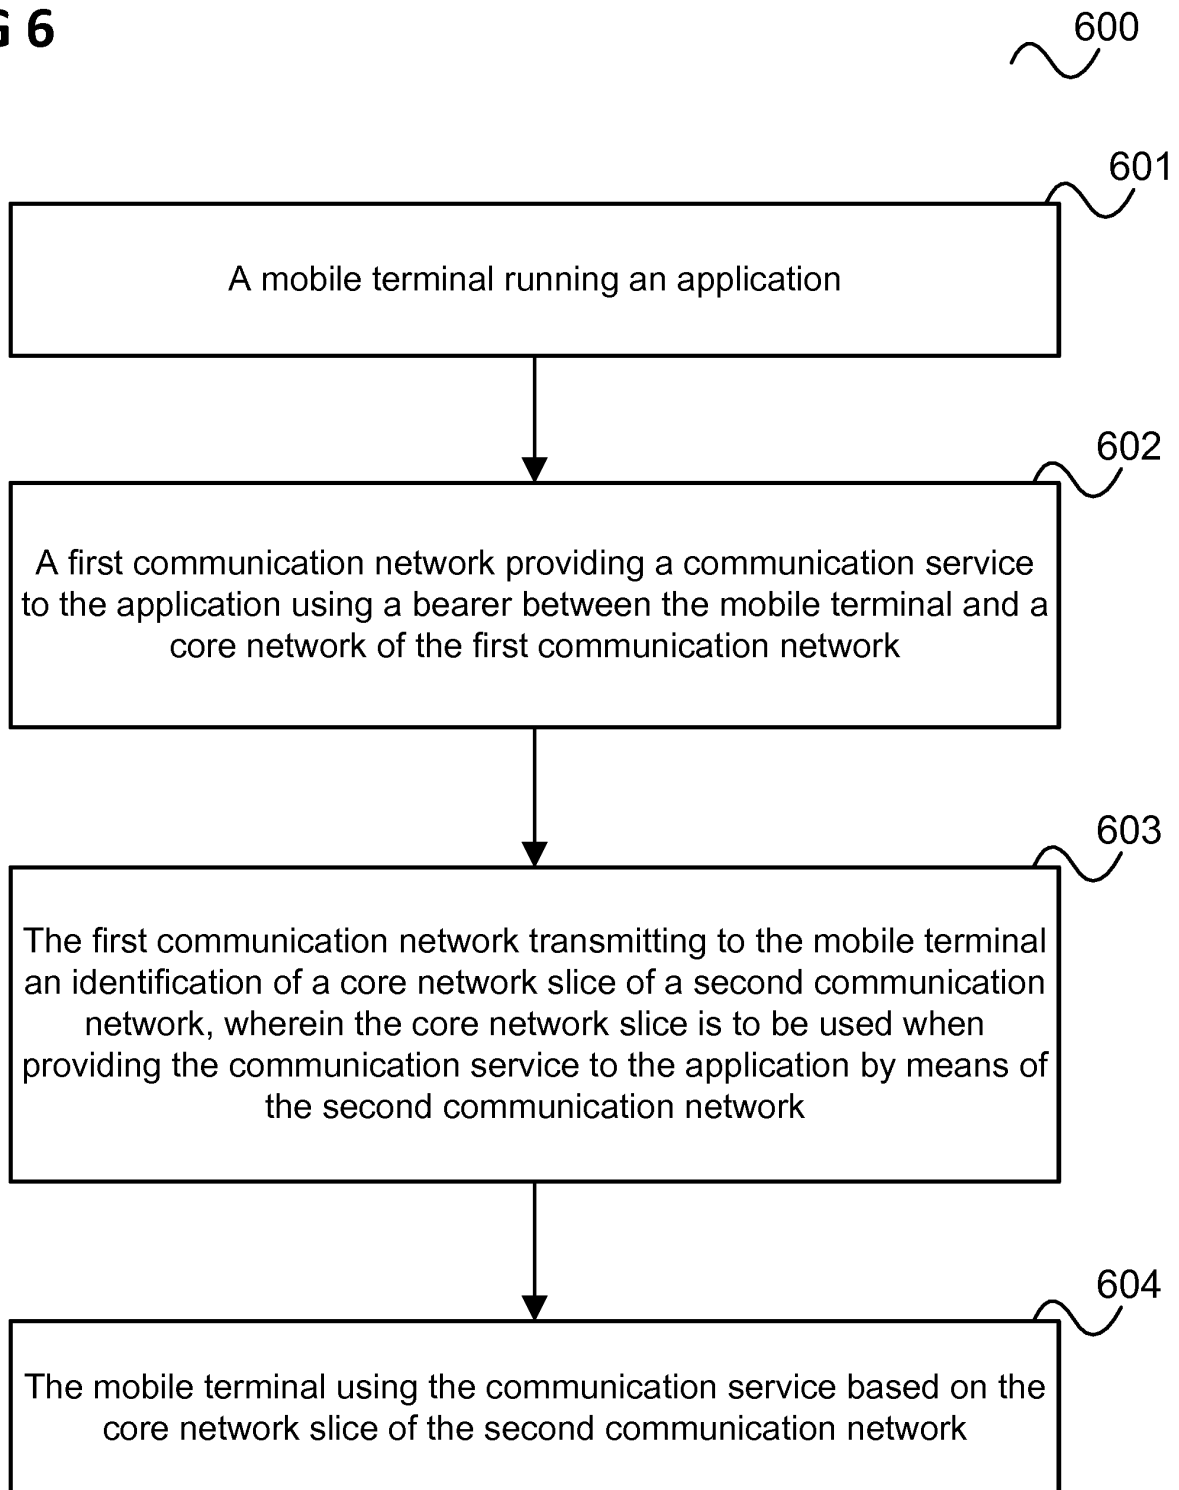 G 6
600
601
A mobile terminal running an application
602
A first communication network providing a communication service
to the application using a bearer between the mobile terminal and a
core network of the first communication network
603
The first communication network transmitting to the mobile terminal
an identification of a core network slice of a second communication
network, wherein the core network slice is to be used when
providing the communication service to the application by means of
the second communication network
604
The mobile terminal using the communication service based on the
core network slice of the second communication network